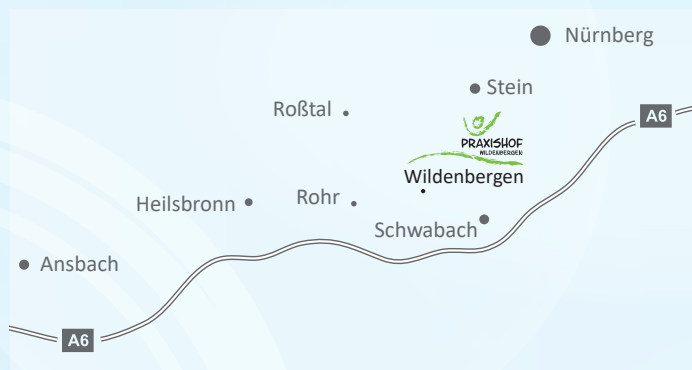 Nürnberg
Stein
Roßtal
A6
PRAXISHOF
WILDENBERGEN
Wildenbergen
Heilsbronn
Rohr
Schwabach
Ansbach
A6